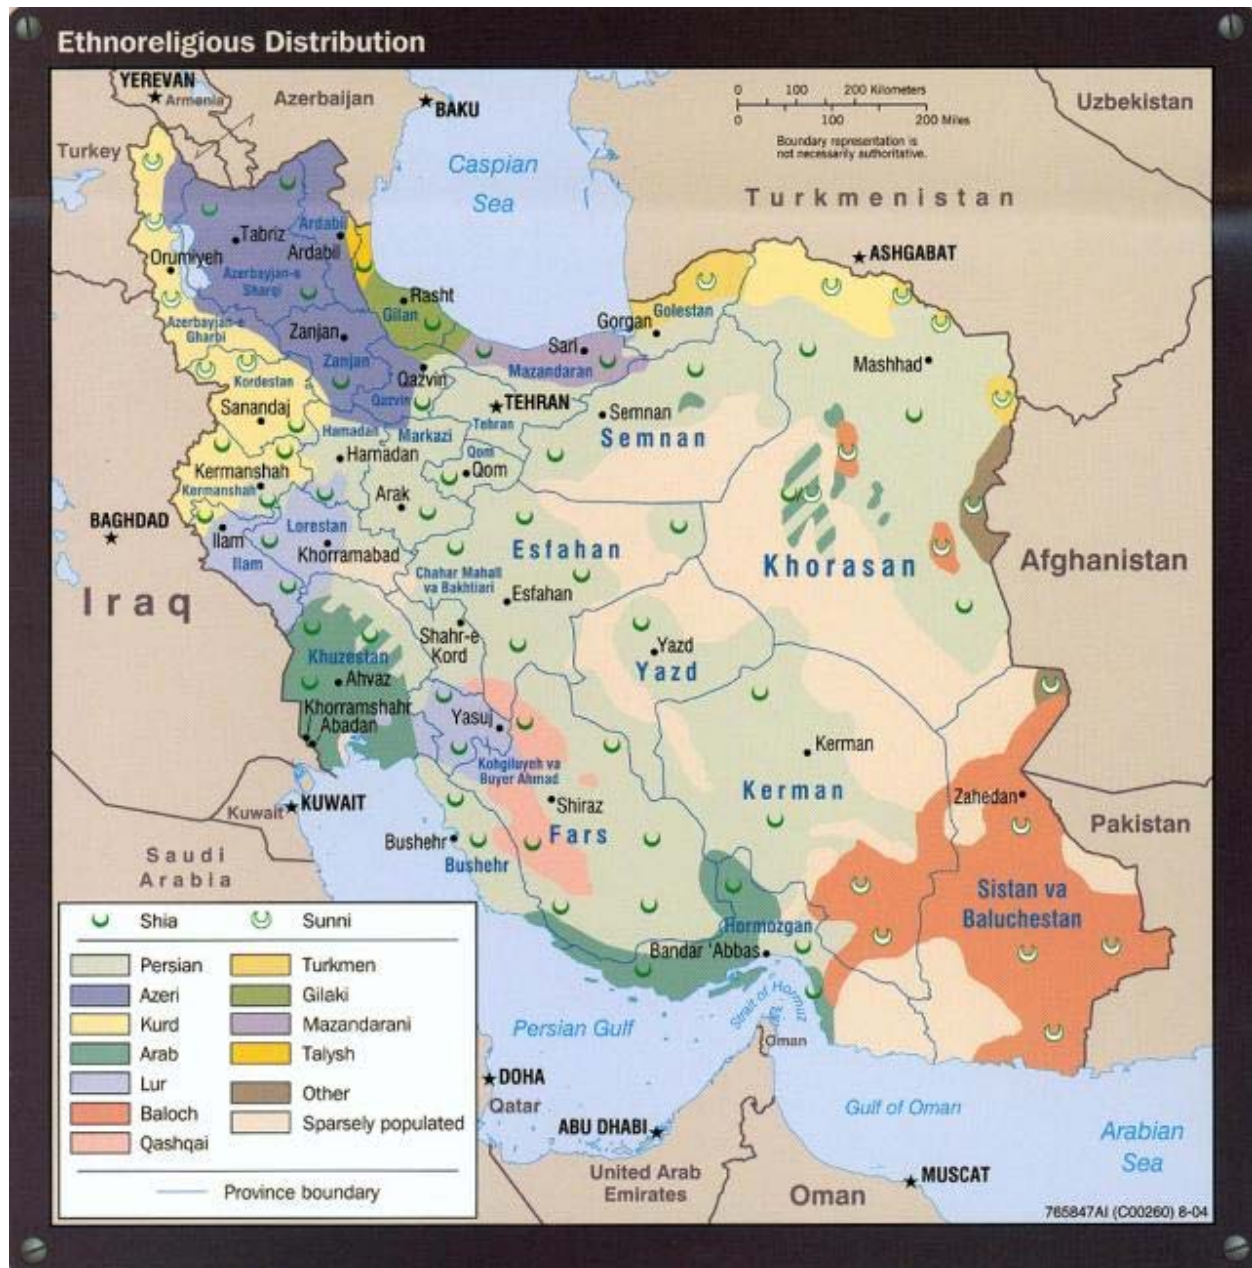 Ethnoreligious Distribution
YEREVAN
Armenia
Azerbaijan
BAKU
Turkey
Caspian
Sea
0 100 200 Kilometers
0 100 200 Miles
Boundary representation is
not necessarily authoritative.
Uzbekistan
Turkmenistan
ASHGABAT
Tabriz
Ardabil
Ardabil
Orumiyeh
Azerbayjan-e
Sharqi
Rasht
Gilan
Azerbayjan-e
Gharbi
Zanjan
Zanjan
Gorgan
Golestan
Sari
Mazandaran
Mashhad
Kordestan
Qazvin
Qazvin
TEHRAN
Tehran
Semnan
Semnan
Sanandaj
Hamadan
Markazi
Hamadan
Qom
Qom
Kermanshah
Kermanshah
Arak
BAGHDAD
Ilam
Ilam
Lorestan
Khorramabad
Esfahan
Khorasan
Afghanistan
Chahar Mahall
va Bakhtiari
Esfahan
Iraq
Shahr-e
Kord
Yazd
Yazd
Khuzestan
Ahvaz
Khorramshahr
Abadan
Yasuj
Kohgiluyeh va
Buyer Ahmad
Kerman
Kerman
Zahedan
Kuwait
KUWAIT
Shiraz
Fars
Pakistan
Bushehr
Bushehr
Saudi
Arabia
Sistan va
Baluchestan
Hormozgan
Bandar 'Abbas
Strait of Hormuz
Persian Gulf
Oman
DOHA
Qatar
ABU DHABI
United Arab
Emirates
Gulf of Oman
MUSCAT
Oman
Arabian
Sea
Shia
Sunni
Persian
Azeri
Kurd
Arab
Lur
Baloch
Qashqai
Turkmen
Gilaki
Mazandarani
Talysh
Other
Sparsely populated
Province boundary
765847AI (C00260) 8-04